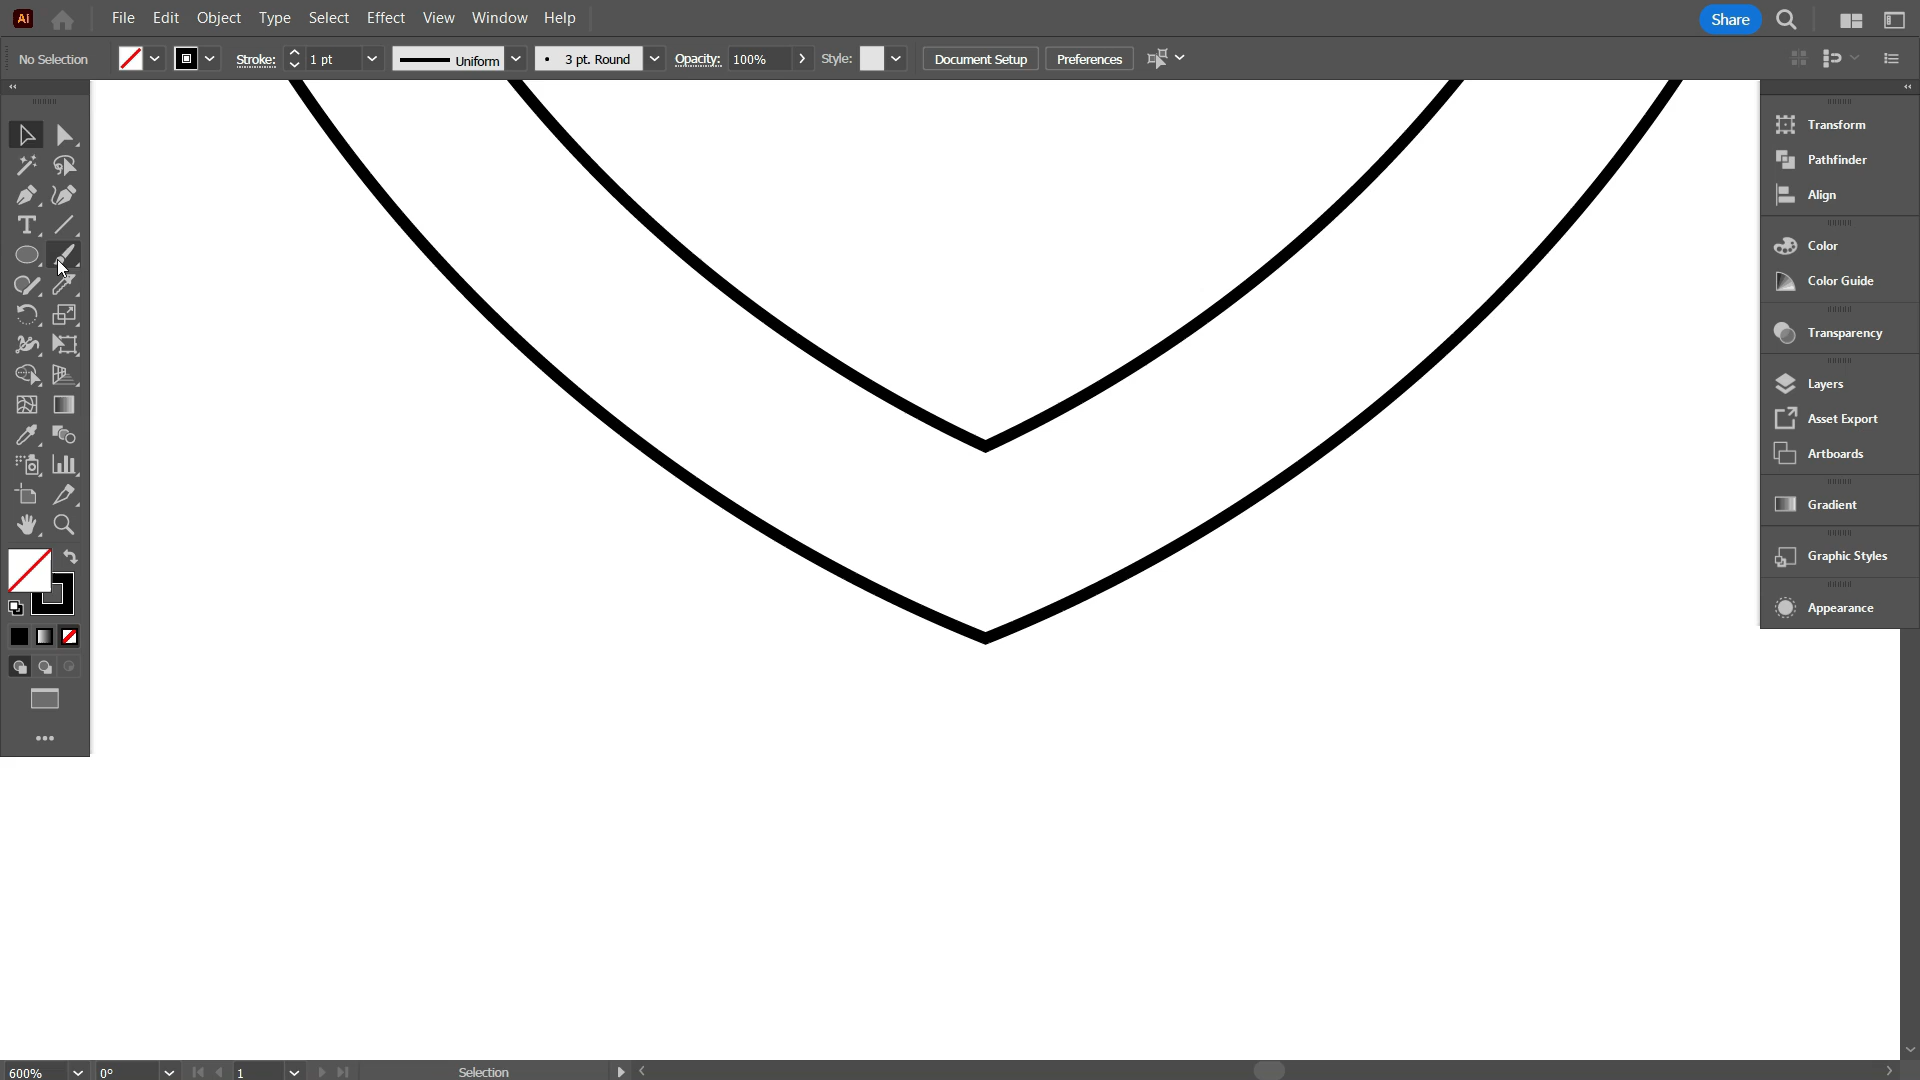 Ai File Edit Object Type Select Effect View Window Help Share
No Selection Stroke: 1 pt Uniform 3 pt. Round Opacity: 100% Style: Document Setup Preferences
Transform
Pathfinder
Align
Color
Color Guide
Transparency
Layers
Asset Export
Artboards
Gradient
Graphic Styles
Appearance
600% 0° 1 Selection